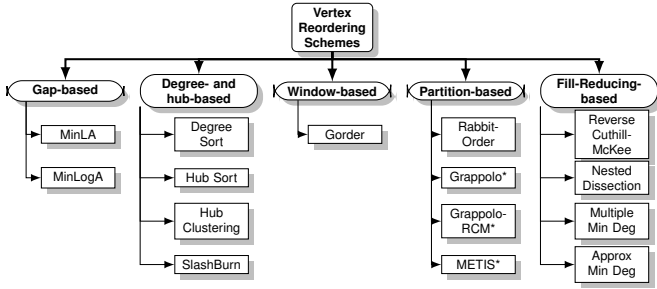 Vertex
Reordering
Schemes
Gap-based
MinLA
MinLogA
Degree- and
hub-based
Degree
Sort
Hub Sort
Hub
Clustering
SlashBurn
Window-based
Gorder
Partition-based
Rabbit-
Order
Grappolo*
Grappolo-
RCM*
METIS*
Fill-Reducing-
based
Reverse
Cuthill-
McKee
Nested
Dissection
Multiple
Min Deg
Approx
Min Deg